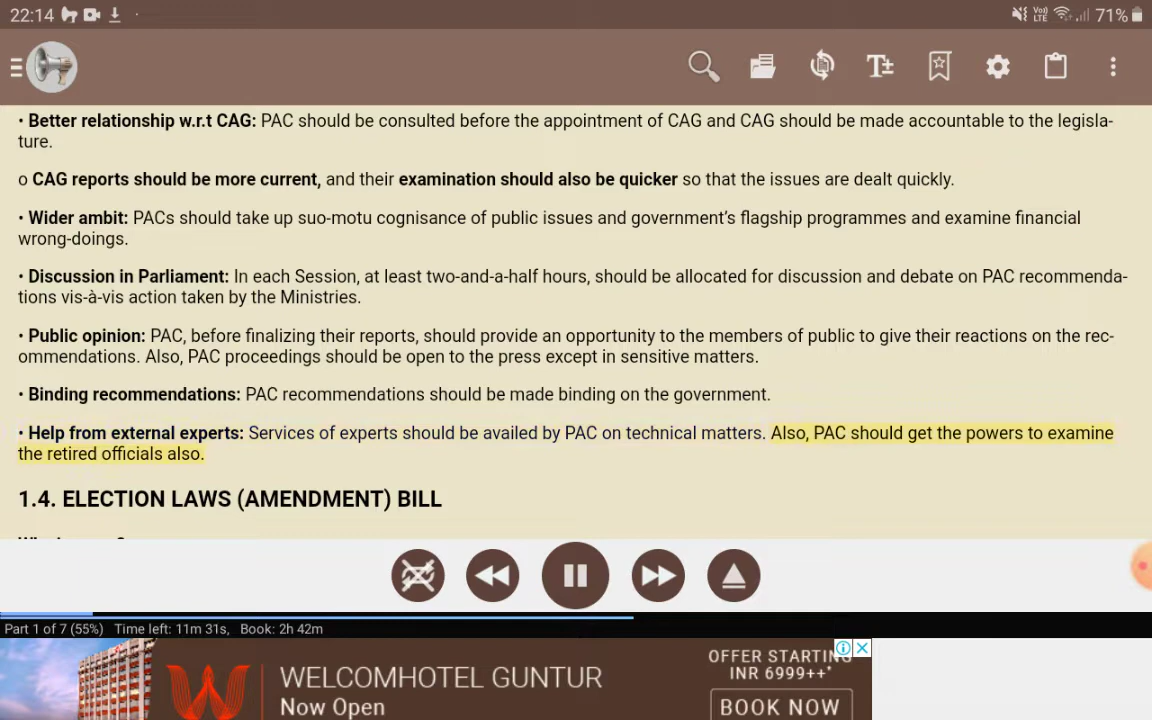 22:14
Vo) LTE 71%
T±
• Better relationship w.r.t CAG: PAC should be consulted before the appointment of CAG and CAG should be made accountable to the legisla-
ture.
o CAG reports should be more current, and their examination should also be quicker so that the issues are dealt quickly.
• Wider ambit: PACs should take up suo-motu cognisance of public issues and government's flagship programmes and examine financial
wrong-doings.
• Discussion in Parliament: In each Session, at least two-and-a-half hours, should be allocated for discussion and debate on PAC recommenda-
tions vis-à-vis action taken by the Ministries.
• Public opinion: PAC, before finalizing their reports, should provide an opportunity to the members of public to give their reactions on the rec-
ommendations. Also, PAC proceedings should be open to the press except in sensitive matters.
• Binding recommendations: PAC recommendations should be made binding on the government.
• Help from external experts: Services of experts should be availed by PAC on technical matters. Also, PAC should get the powers to examine
the retired officials also.
1.4. ELECTION LAWS (AMENDMENT) BILL
Part 1 of 7 (55%) Time left: 11m 31s, Book: 2h 42m
WELCOMHOTEL GUNTUR
Now Open
OFFER STARTING
INR 6999++*
BOOK NOW